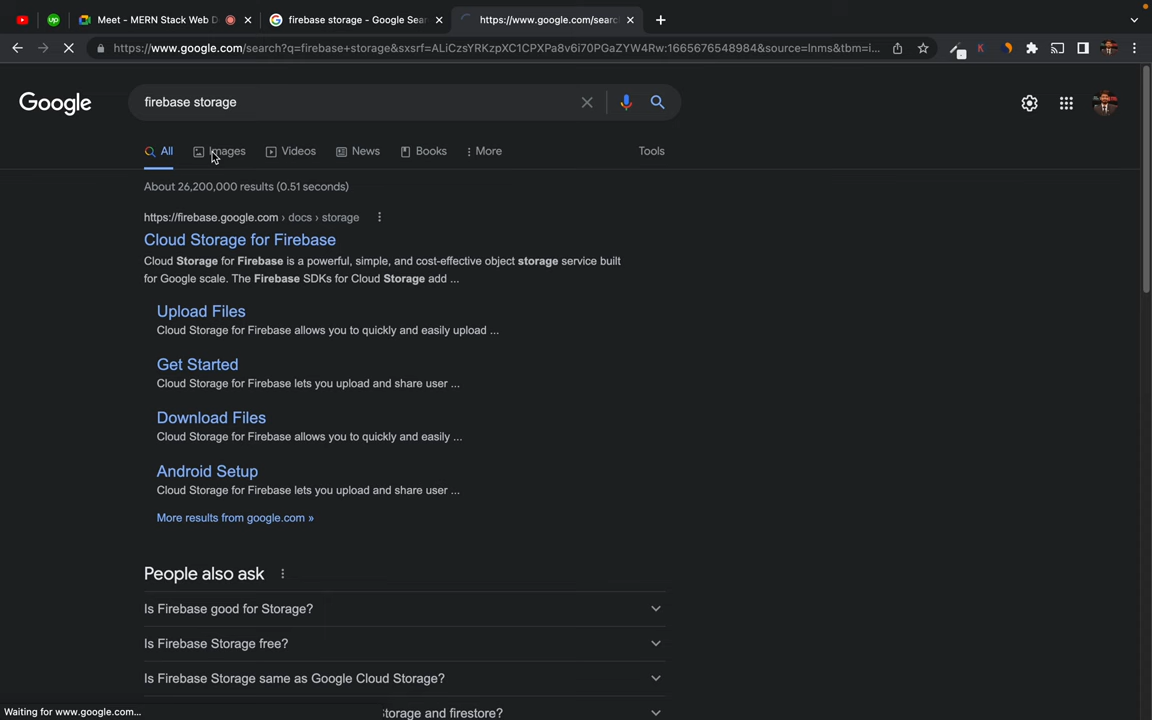 Meet - MERN Stack Web D
firebase storage - Google Sear
https://www.google.com/searc
https://www.google.com/search?q=firebase+storage&sxsrf=ALiCzsYRKzpXC1CPXPa8v6i70PGaZYW4Rw:1665676548984&source=lnms&tbm=i...
Google
firebase storage
All
Images
Videos
News
Books
More
Tools
About 26,200,000 results (0.51 seconds)
https://firebase.google.com › docs › storage
Cloud Storage for Firebase
Cloud Storage for Firebase is a powerful, simple, and cost-effective object storage service built
for Google scale. The Firebase SDKs for Cloud Storage add ...
Upload Files
Cloud Storage for Firebase allows you to quickly and easily upload ...
Get Started
Cloud Storage for Firebase lets you upload and share user ...
Download Files
Cloud Storage for Firebase allows you to quickly and easily ...
Android Setup
Cloud Storage for Firebase lets you upload and share user ...
More results from google.com »
People also ask
Is Firebase good for Storage?
Is Firebase Storage free?
Is Firebase Storage same as Google Cloud Storage?
storage and firestore?
Waiting for www.google.com...